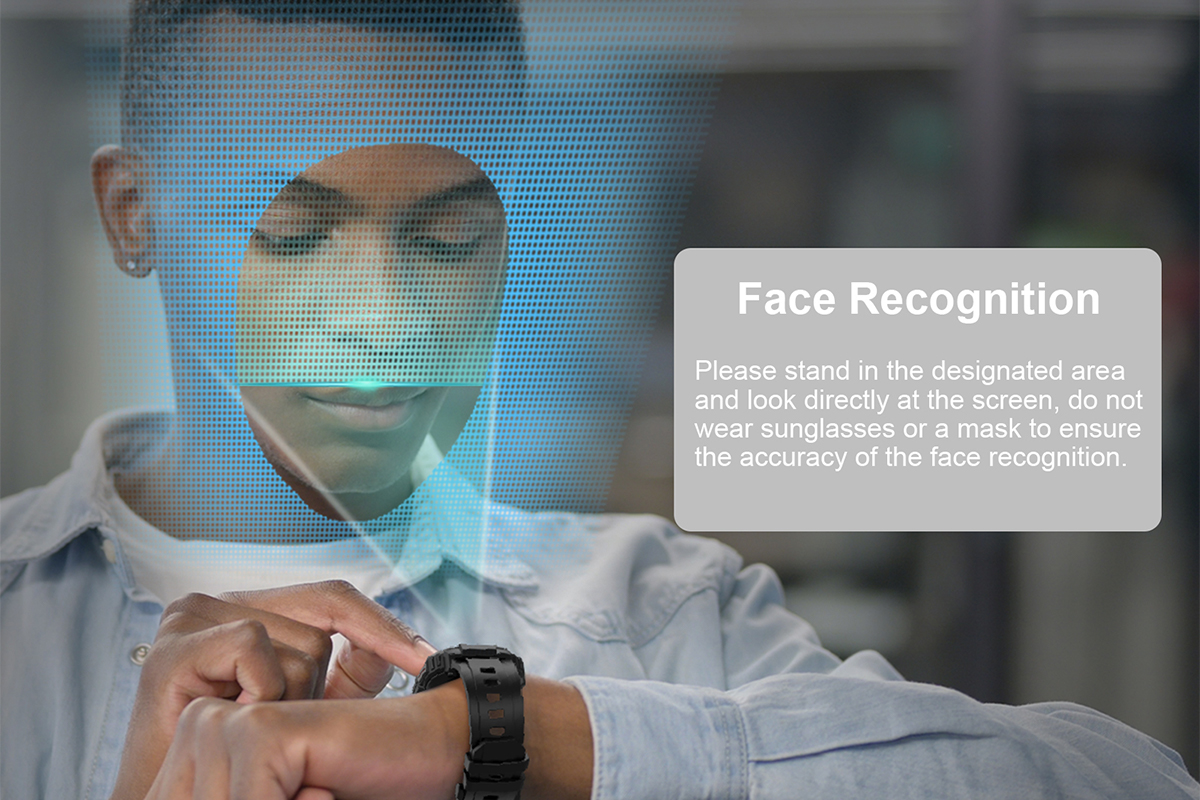 Face Recognition
Please stand in the designated area
and look directly at the screen, do not
wear sunglasses or a mask to ensure
the accuracy of the face recognition.